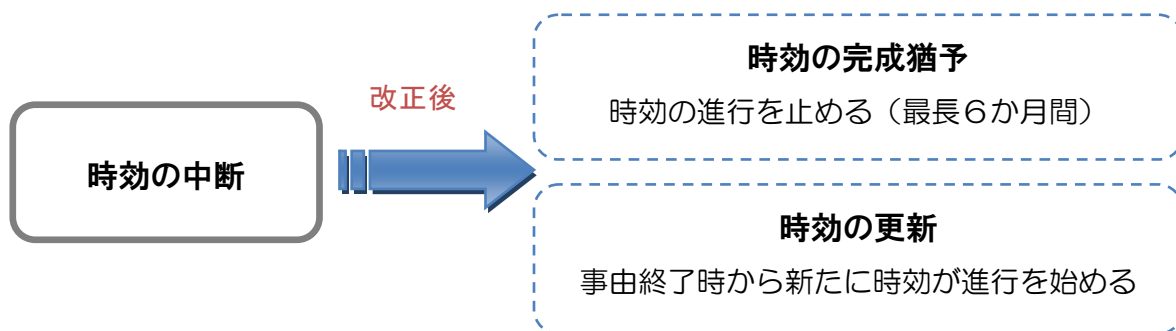 時効の中断
改正後
時効の完成猶予
時効の進行を止める（最長６か月間）
時効の更新
事由終了時から新たに時効が進行を始める